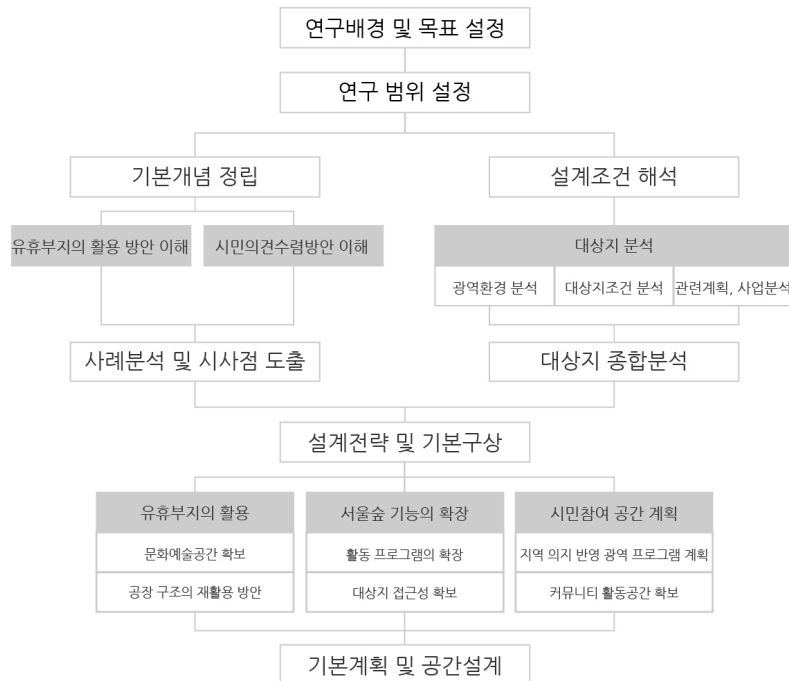 연구배경 및 목표 설정
연구 범위 설정
기본개념 정립
설계조건 해석
유휴부지의 활용 방안 이해
시민의견수렴방안 이해
대상지 분석
광역환경 분석
대상지조건 분석
관련계획, 사업분석
사례분석 및 시사점 도출
대상지 종합분석
설계전략 및 기본구상
유휴부지의 활용
서울숲 기능의 확장
시민참여 공간 계획
문화예술공간 확보
활동 프로그램의 확장
지역 의지 반영 광역 프로그램 계획
공장 구조의 재활용 방안
대상지 접근성 확보
커뮤니티 활동공간 확보
기본계획 및 공간설계